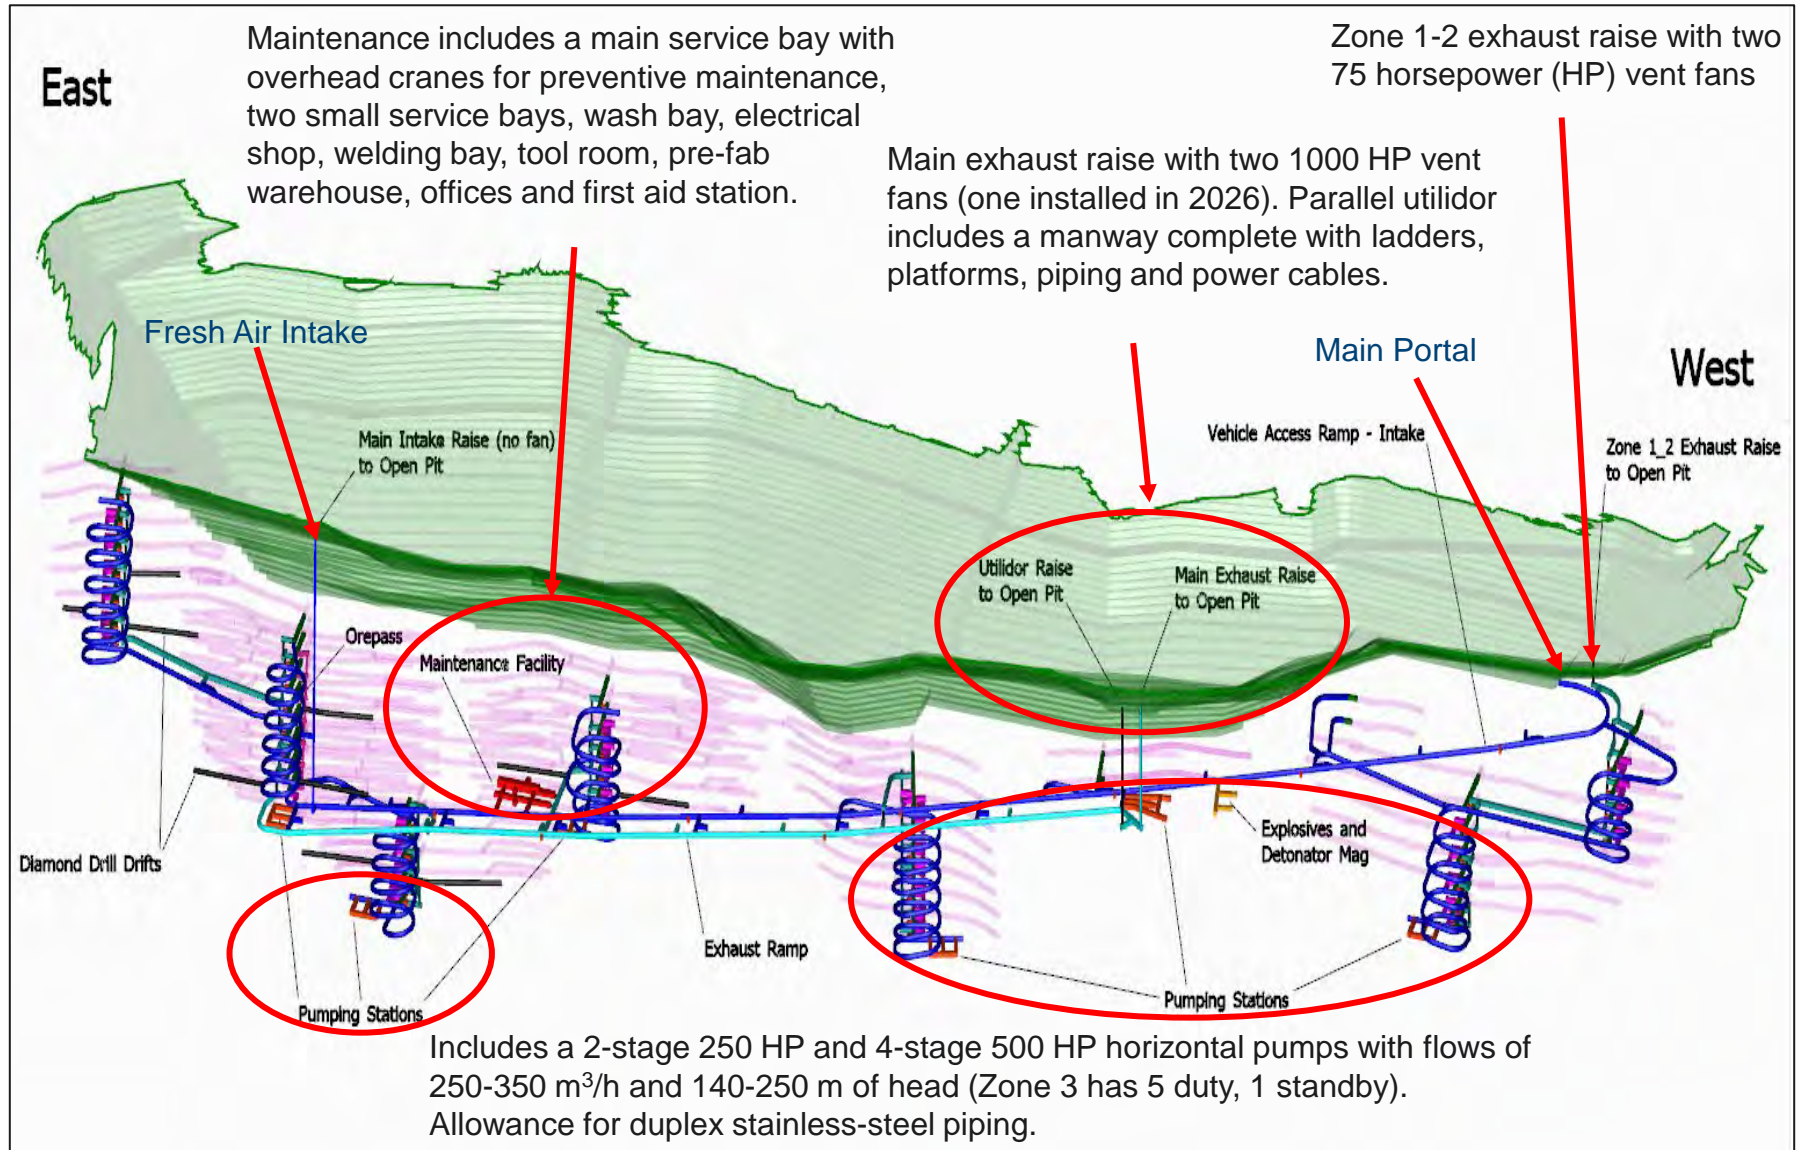 East
Maintenance includes a main service bay with
overhead cranes for preventive maintenance,
two small service bays, wash bay, electrical
shop, welding bay, tool room, pre-fab
warehouse, offices and first aid station.
Zone 1-2 exhaust raise with two
75 horsepower (HP) vent fans
Main exhaust raise with two 1000 HP vent
fans (one installed in 2026). Parallel utilidor
includes a manway complete with ladders,
platforms, piping and power cables.
Fresh Air Intake
Main Portal
West
Main Intake Raise (no fan)
to Open Pit
Vehicle Access Ramp - Intake
Zone 1_2 Exhaust Raise
to Open Pit
Utilidor Raise
to Open Pit
Main Exhaust Raise
to Open Pit
Orepass
Maintenance Facility
Diamond Drill Drifts
Explosives and
Detonator Mag
Exhaust Ramp
Pumping Stations
Pumping Stations
Includes a 2-stage 250 HP and 4-stage 500 HP horizontal pumps with flows of
250-350 m³/h and 140-250 m of head (Zone 3 has 5 duty, 1 standby).
Allowance for duplex stainless-steel piping.